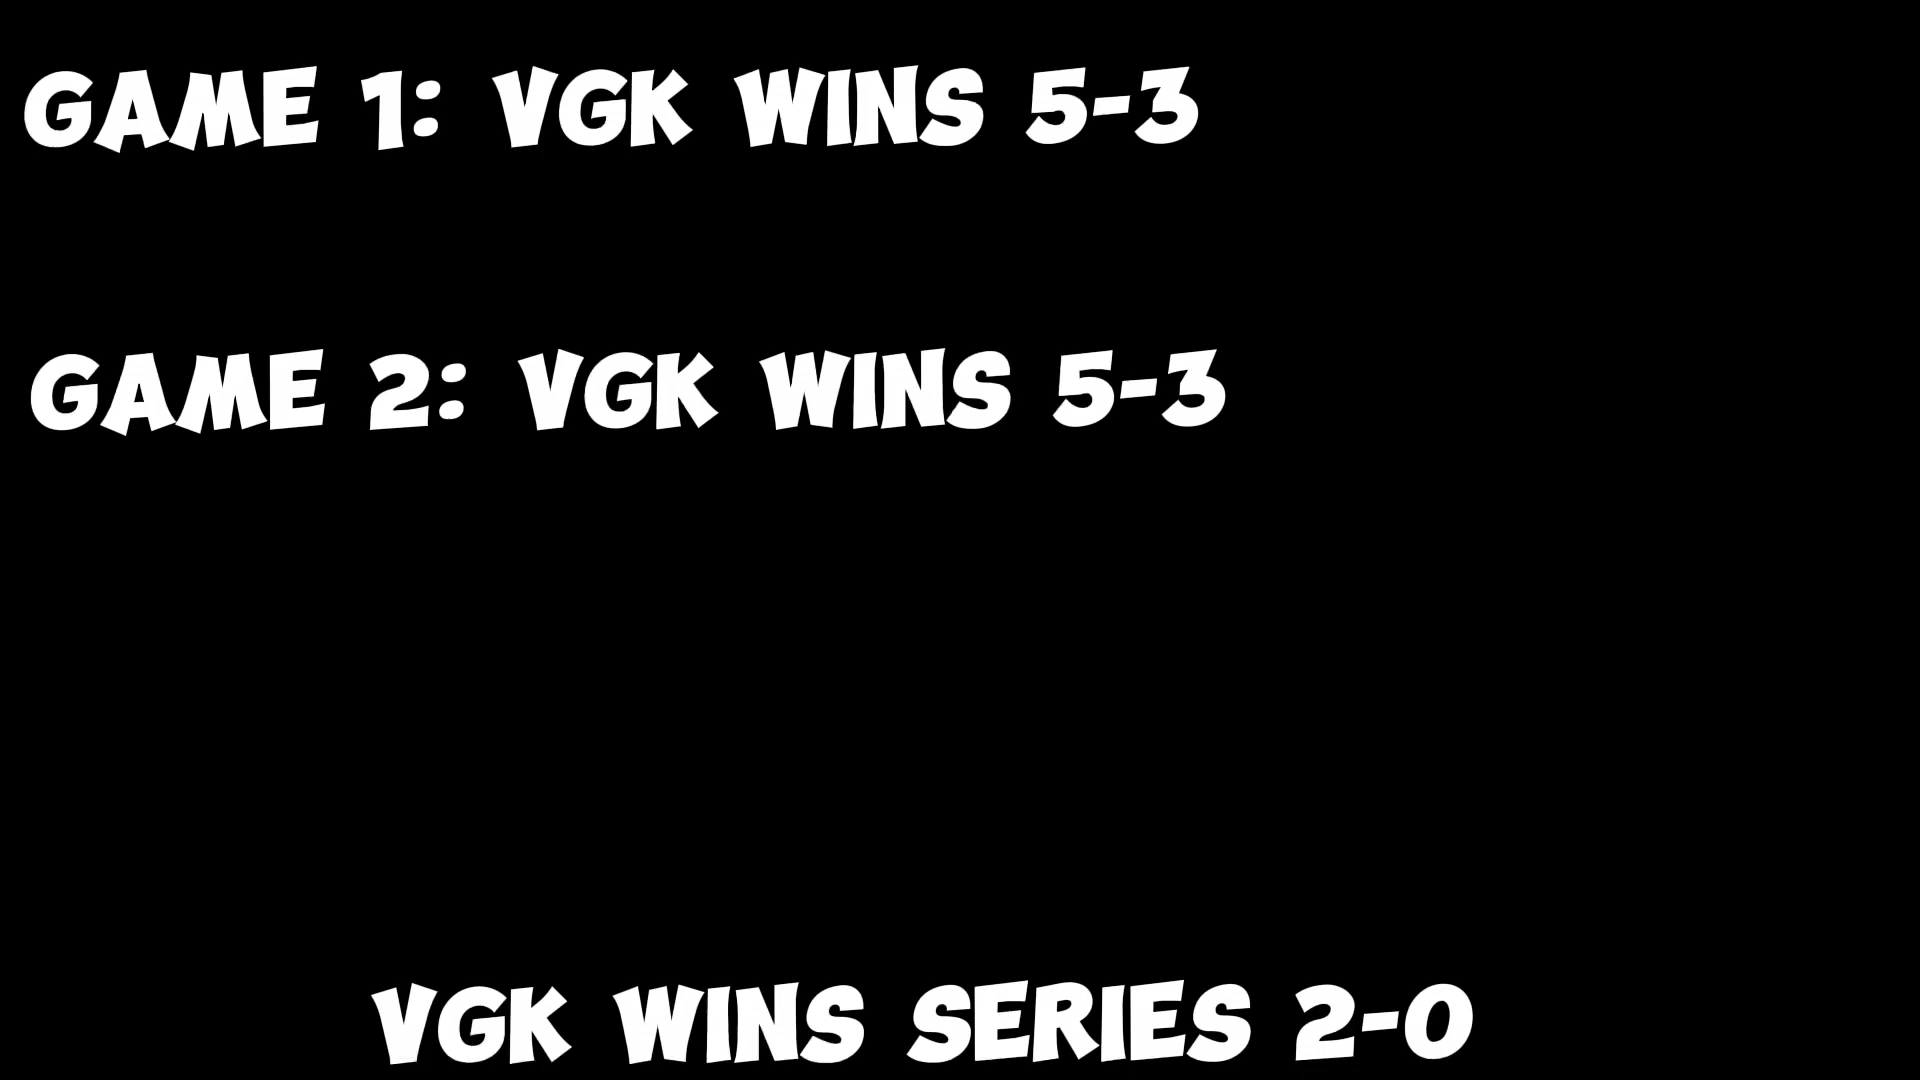 GAME 1: VGK WINS 5-3
GAME 2: VGK WINS 5-3
VGK WINS SERIES 2-0